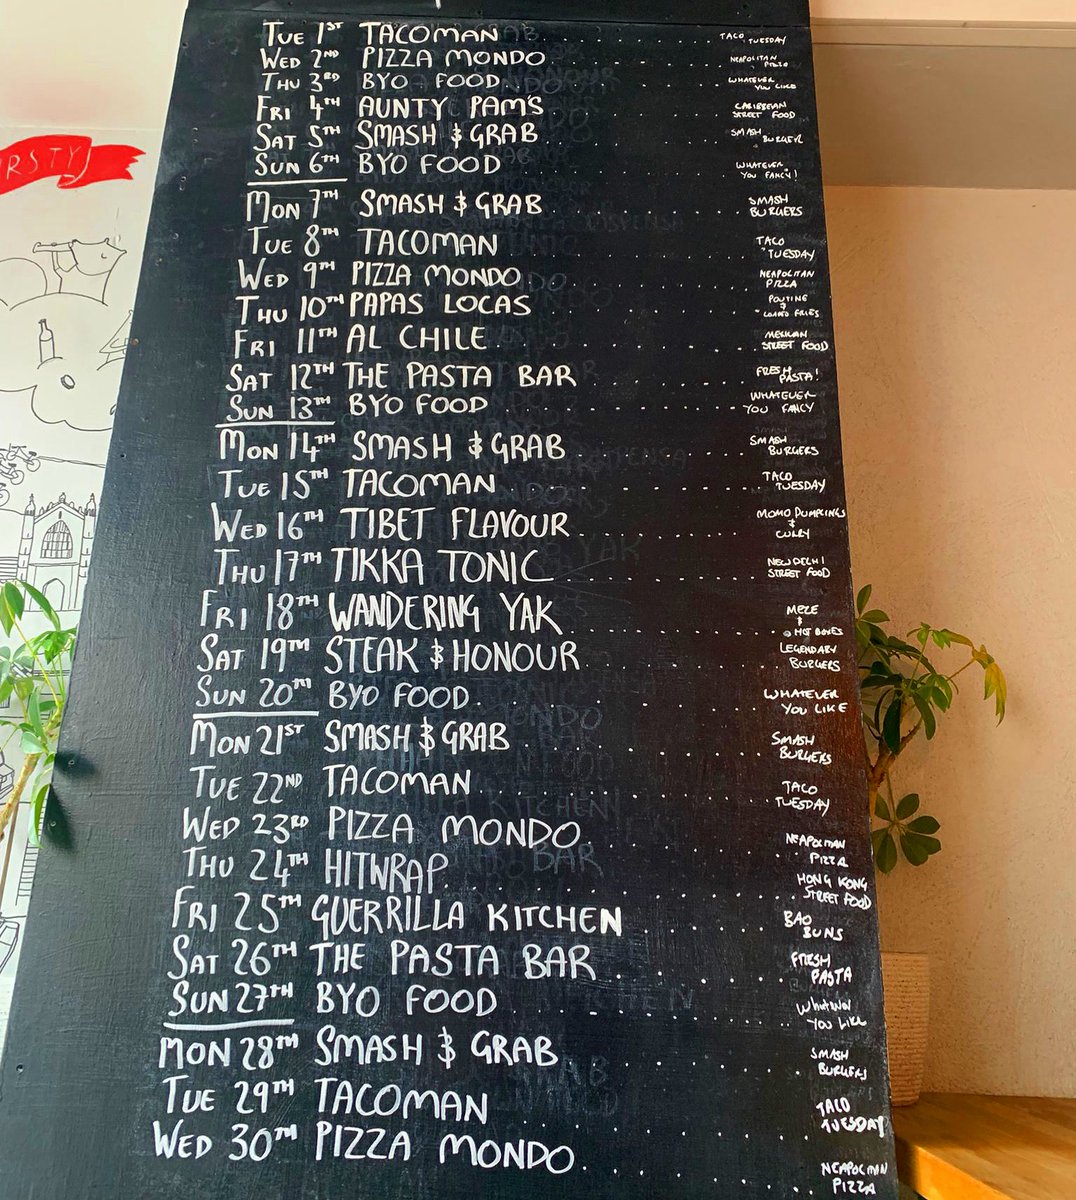 RSTY
TUE 1ST TACOMAN TACO TUESDAY
WED 2ND PIZZA MONDO NEAPOLITAN PIZZA
THU 3RD BYO FOOD WHATEVER YOU LIKE
FRI 4TH AUNTY PAM'S CARIBBEAN STREET FOOD
SAT 5TH SMASH & GRAB SMASH BURGERZ
SUN 6TH BYO FOOD WHATEVER YOU FANCY!
MON 7TH SMASH & GRAB SMASH BURGERS
TUE 8TH TACOMAN TACO TUESDAY
WED 9TH PIZZA MONDO NEAPOLITAN PIZZA
THU 10TH PAPAS LOCAS POUTINE & LOADED FRIES
FRI 11TH AL CHILE MEXICAN STREET FOOD
SAT 12TH THE PASTA BAR FRESH PASTA!
SUN 13TH BYO FOOD WHATEVER YOU FANCY
MON 14TH SMASH & GRAB SMASH BURGERS
TUE 15TH TACOMAN TACO TUESDAY
WED 16TH TIBET FLAVOUR MOMO DUMPLINGS & CURRY
THU 17TH TIKKA TONIC NEW DELHI STREET FOOD
FRI 18TH WANDERING YAK MEZE & HOT BOXES
SAT 19TH STEAK & HONOUR LEGENDARY BURGERS
SUN 20TH BYO FOOD WHATEVER YOU LIKE
MON 21ST SMASH & GRAB SMASH BURGERS
TUE 22ND TACOMAN TACO TUESDAY
WED 23RD PIZZA MONDO NEAPOLITAN PIZZA
THU 24TH HITWRAP HONG KONG STREET FOOD
FRI 25TH GUERRILLA KITCHEN BAO BUNS
SAT 26TH THE PASTA BAR FRESH PASTA
SUN 27TH BYO FOOD WHATEVER YOU LIKE
MON 28TH SMASH & GRAB SMASH BURGERS
TUE 29TH TACOMAN TACO TUESDAY
WED 30TH PIZZA MONDO NEAPOLITAN PIZZA